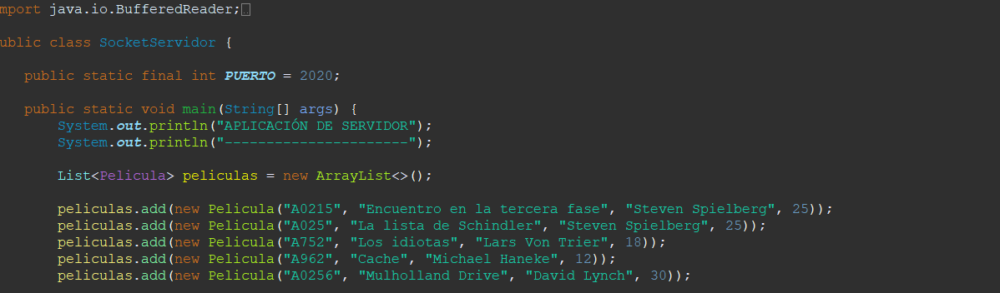 mport java.io.BufferedReader;
ublic class SocketServidor {
public static final int PUERTO = 2020;
public static void main(String[] args) {
System.out.println("APLICACIÓN DE SERVIDOR");
System.out.println("----------------------");
List<Pelicula> peliculas = new ArrayList<>();
peliculas.add(new Pelicula("A0215", "Encuentro en la tercera fase", "Steven Spielberg", 25));
peliculas.add(new Pelicula("A025", "La lista de Schindler", "Steven Spielberg", 25));
peliculas.add(new Pelicula("A752", "Los idiotas", "Lars Von Trier", 18));
peliculas.add(new Pelicula("A962", "Cache", "Michael Haneke", 12));
peliculas.add(new Pelicula("A0256", "Mulholland Drive", "David Lynch", 30));